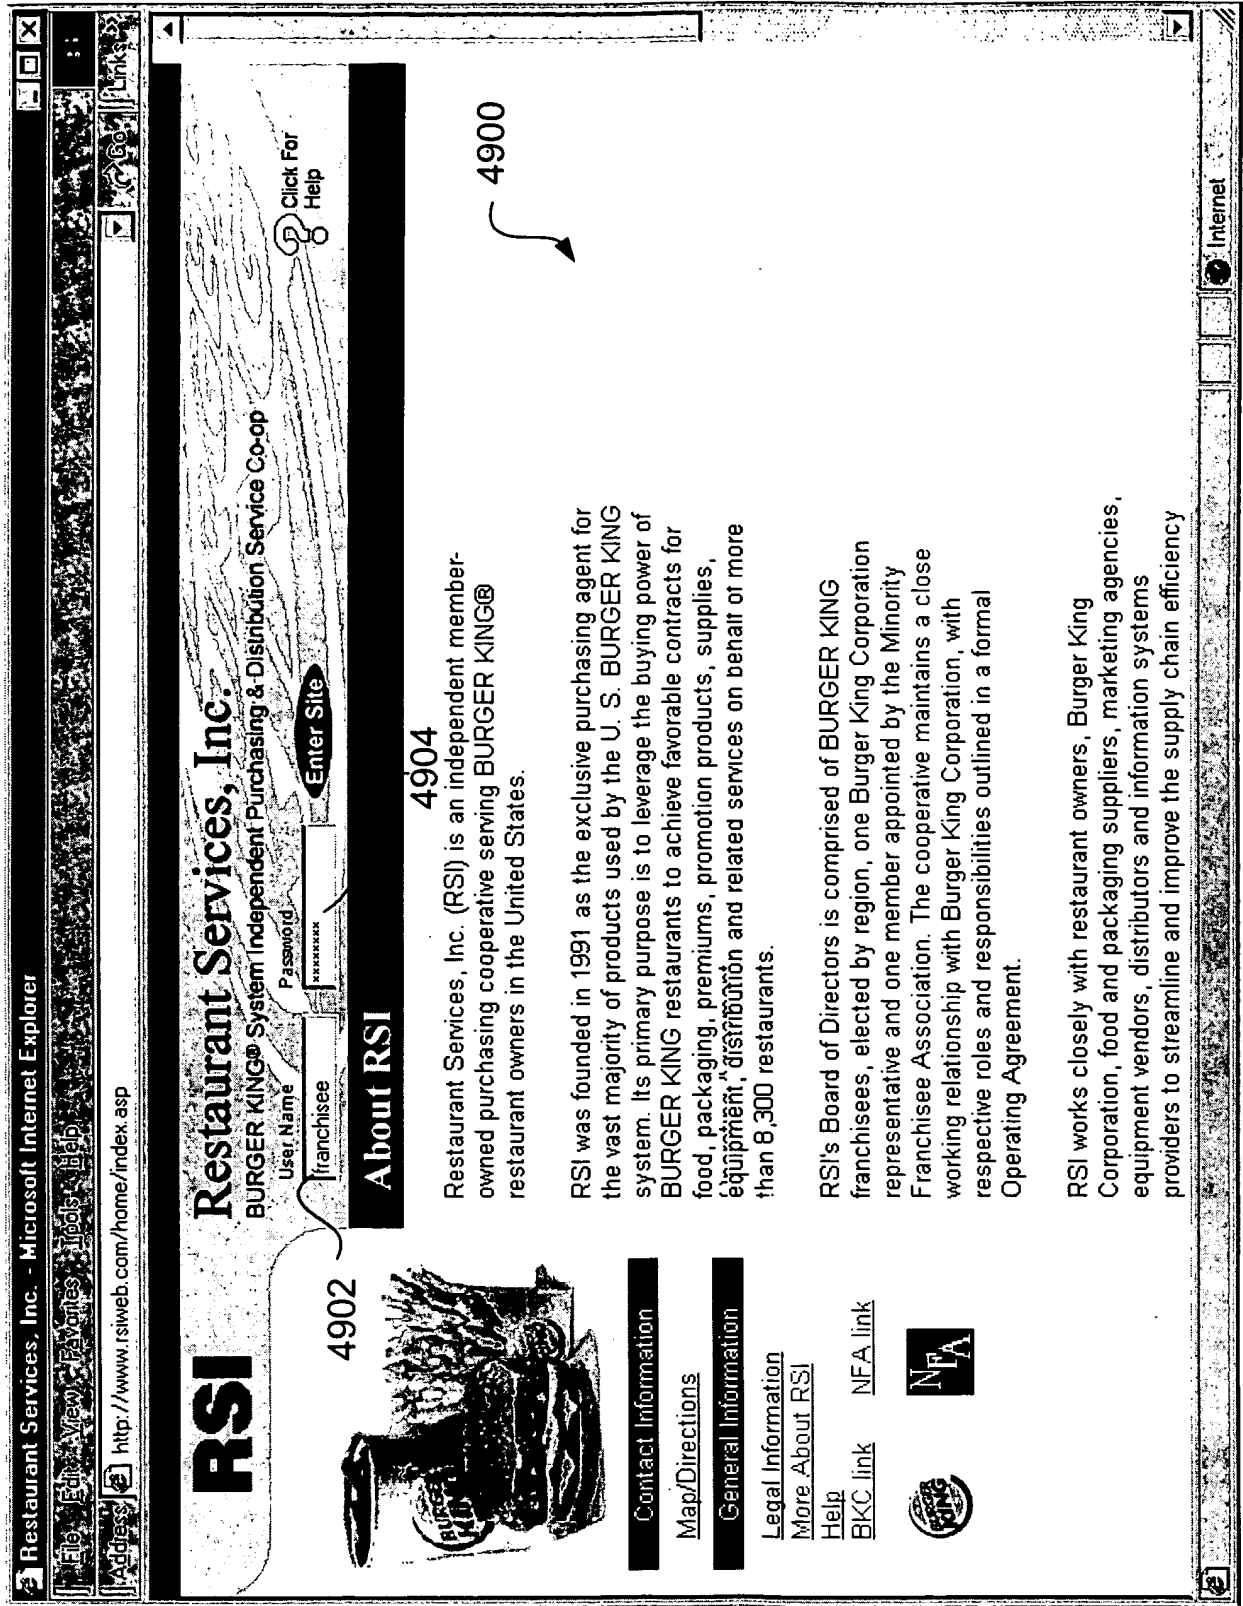 Restaurant Services, Inc. - Microsoft Internet Explorer
File Edit View Favorites Tools Help
Address http://www.rsiweb.com/home/index.asp Go Links »
RSI
Restaurant Services, Inc.
BURGER KING® System Independent Purchasing & Distribution Service Co-op
User Name Password
franchisee xxxxxxxx Enter Site
Click For
Help
4902
4904
4900
About RSI
Restaurant Services, Inc. (RSI) is an independent member-
owned purchasing cooperative serving BURGER KING®
restaurant owners in the United States.
RSI was founded in 1991 as the exclusive purchasing agent for
the vast majority of products used by the U. S. BURGER KING
system. Its primary purpose is to leverage the buying power of
BURGER KING restaurants to achieve favorable contracts for
food, packaging, premiums, promotion products, supplies,
equipment, distribution and related services on behalf of more
than 8,300 restaurants.
RSI's Board of Directors is comprised of BURGER KING
franchisees, elected by region, one Burger King Corporation
representative and one member appointed by the Minority
Franchisee Association. The cooperative maintains a close
working relationship with Burger King Corporation, with
respective roles and responsibilities outlined in a formal
Operating Agreement.
RSI works closely with restaurant owners, Burger King
Corporation, food and packaging suppliers, marketing agencies,
equipment vendors, distributors and information systems
providers to streamline and improve the supply chain efficiency
BURGER KING
Contact Information
Map/Directions
General Information
Legal Information
More About RSI
Help
BKC link NFA link
BURGER KING
NFA
Internet